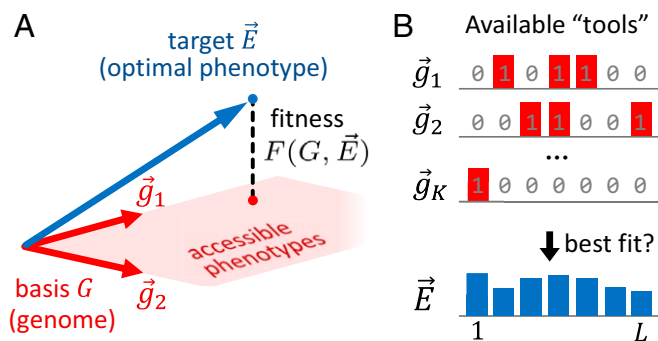 A
target E⃗
(optimal phenotype)
fitness
F(G, E⃗)
g⃗₁
accessible
phenotypes
g⃗₂
basis G
(genome)
B
Available “tools”
g⃗₁ 0 1 0 1 1 0 0
g⃗₂ 0 0 1 1 0 0 1
...
g⃗K 1 0 0 0 0 0 0
best fit?
E⃗
1 L